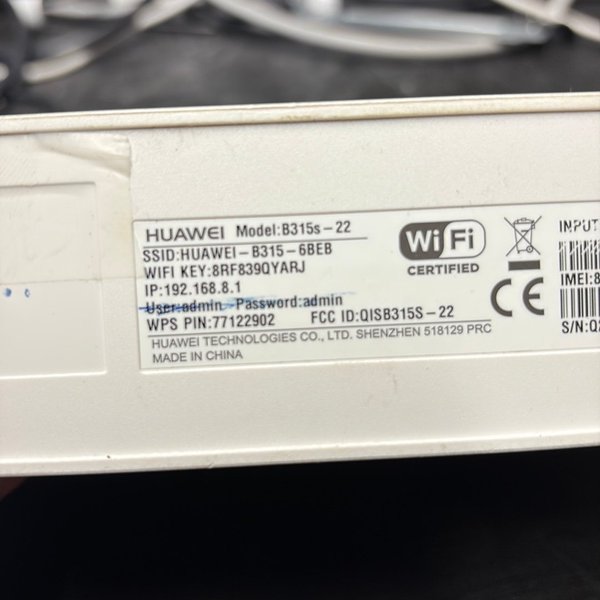 HUAWEI Model:B315s-22
SSID:HUAWEI-B315-6BEB
WIFI KEY:8RF839QYARJ
IP:192.168.8.1
User:admin Password:admin
WPS PIN:77122902 FCC ID:QISB315S-22
HUAWEI TECHNOLOGIES CO., LTD. SHENZHEN 518129 PRC
MADE IN CHINA
Wi Fi
CERTIFIED
CE
INPUT
IMEI:8
S/N:Q